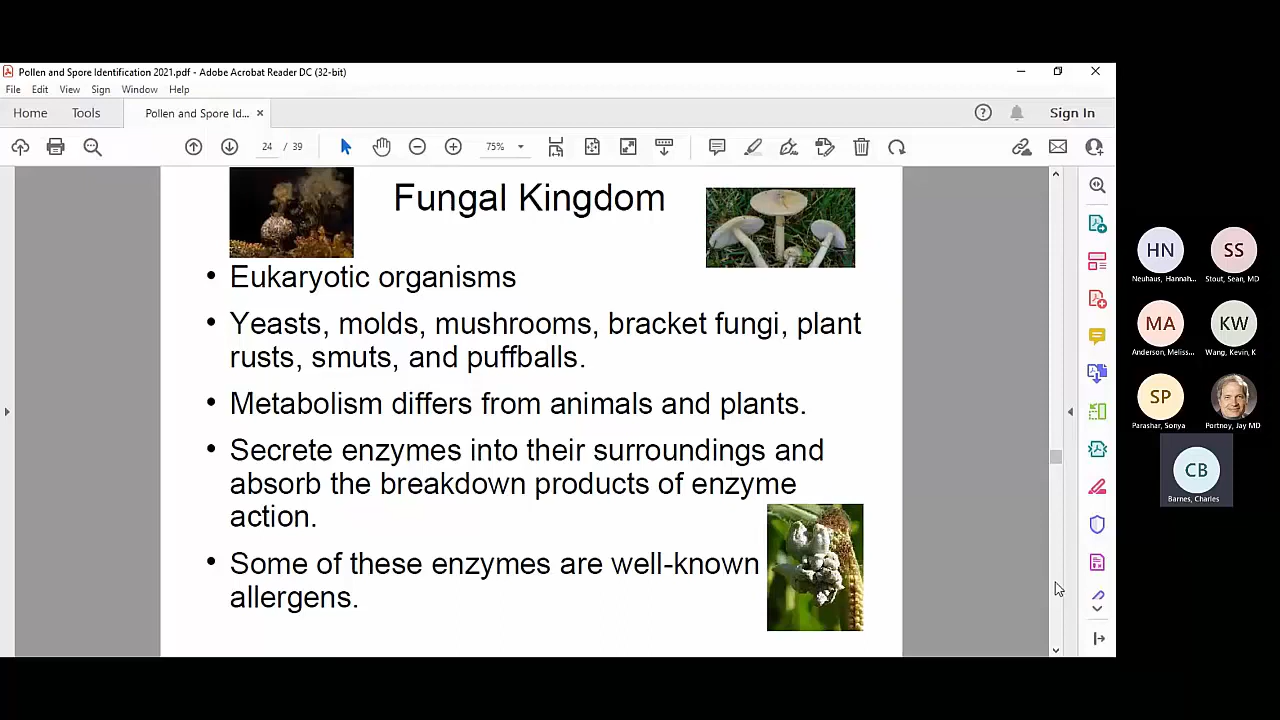 Pollen and Spore Identification 2021.pdf - Adobe Acrobat Reader DC (32-bit)
File Edit View Sign Window Help
Home Tools Pollen and Spore Id... × Sign In
24 / 39 75%
Fungal Kingdom
• Eukaryotic organisms
• Yeasts, molds, mushrooms, bracket fungi, plant
rusts, smuts, and puffballs.
• Metabolism differs from animals and plants.
• Secrete enzymes into their surroundings and
absorb the breakdown products of enzyme
action.
• Some of these enzymes are well-known
allergens.
HN SS
Neuhaus, Hannah... Stout, Sean, MD
MA KW
Anderson, Meliss... Wang, Kevin, K
SP
Parashar, Sonya Portnoy, Jay MD
CB
Barnes, Charles